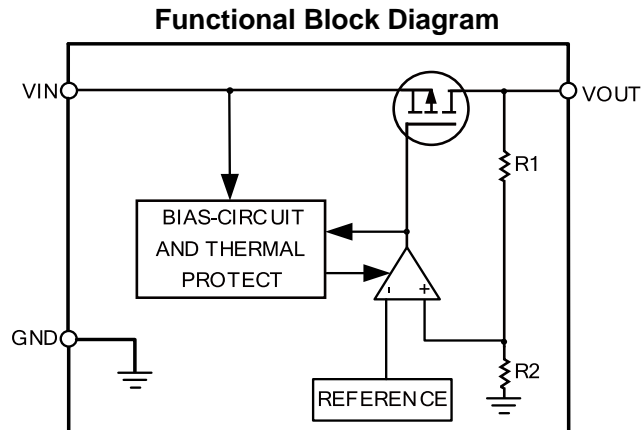 Functional Block Diagram
VIN
VOUT
R1
BIAS-CIRCUIT
AND THERMAL
PROTECT
- +
GND
R2
REFERENCE